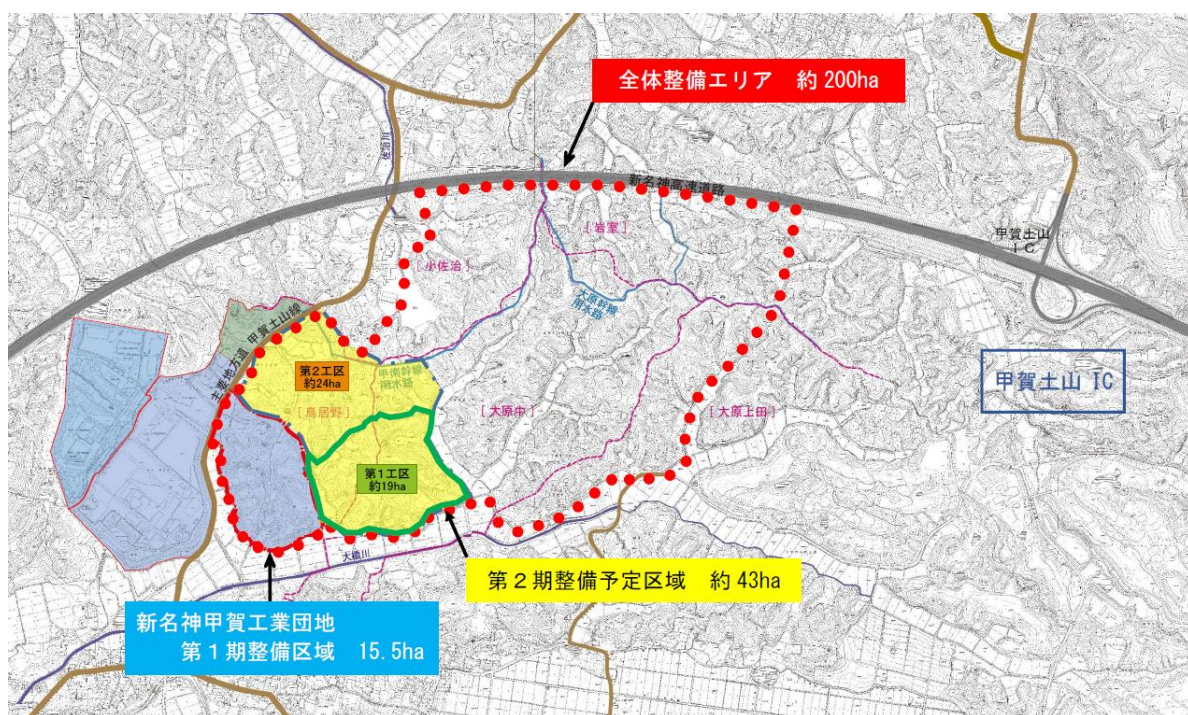 全体整備エリア　約200ha
佐治川
新名神高速道路
甲賀土山
ＩＣ
[ 岩室 ]
[ 小佐治 ]
大原幹線
用水路
主要地方道 甲賀土山線
第２工区
約24ha
甲南幹線
用水路
甲賀土山 IC
[ 鳥居野 ]
[ 大原中 ]
[ 大原上田 ]
第１工区
約19ha
第２期整備予定区域　約43ha
新名神甲賀工業団地
第１期整備区域　15.5ha